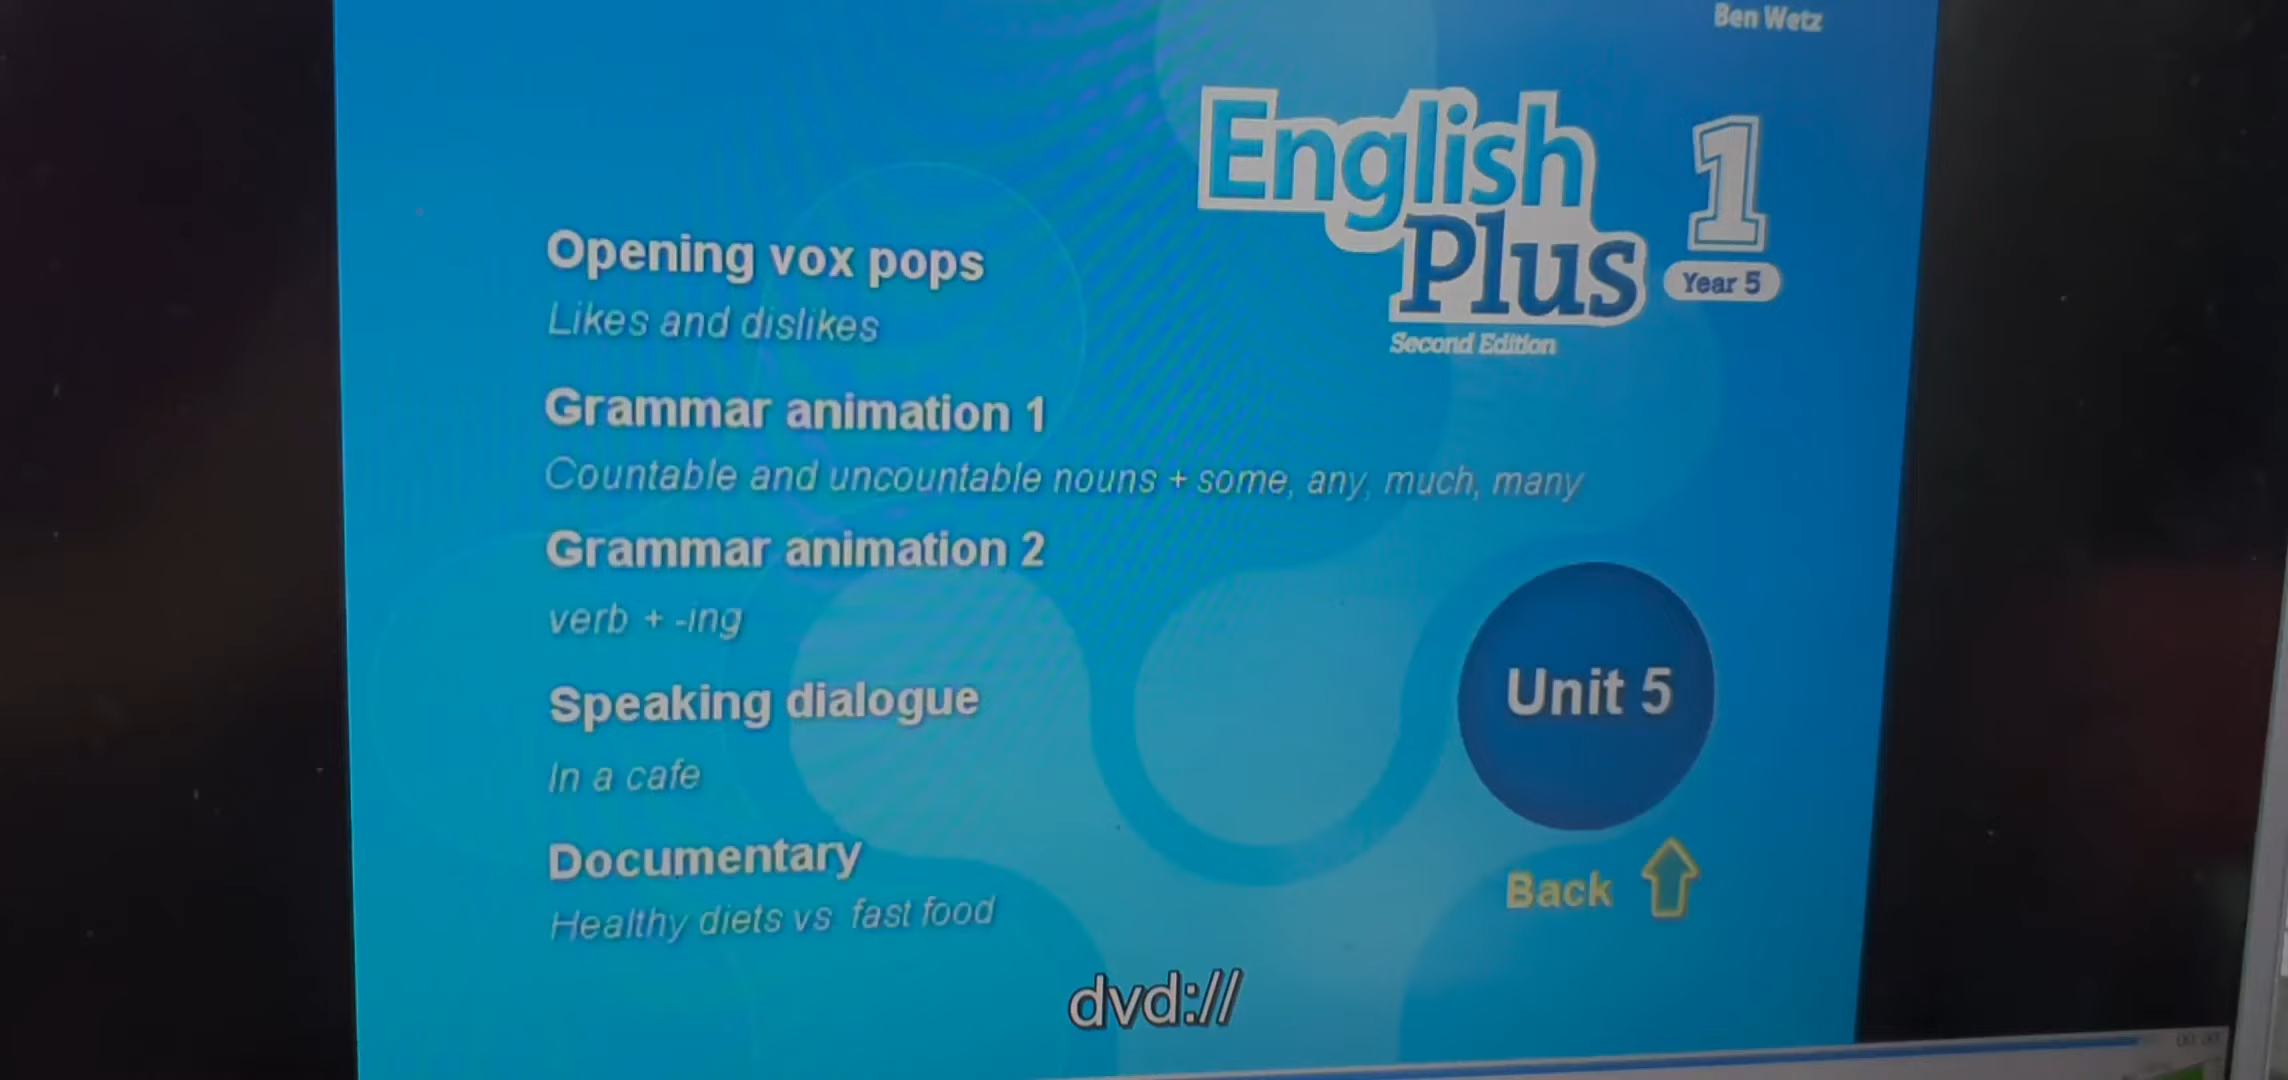 Ben Wetz
English
Plus
1
Year 5
Second Edition
Opening vox pops
Likes and dislikes
Grammar animation 1
Countable and uncountable nouns + some, any, much, many
Grammar animation 2
verb + -ing
Speaking dialogue
In a cafe
Documentary
Healthy diets vs fast food
Unit 5
Back
dvd://